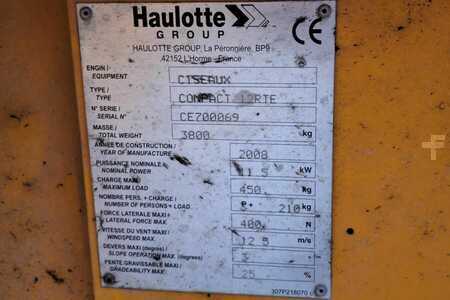 Haulotte
GROUP
CE
HAULOTTE GROUP, La Péronnière, BP9
42152 L'Horme - France
ENGIN / EQUIPMENT CISEAUX
TYPE / TYPE COMPACT 12RTE
N° SERIE / SERIAL N° CE700069
MASSE / TOTAL WEIGHT 3800 kg
ANNÉE DE CONSTRUCTION / YEAR OF MANUFACTURE 2008
PUISSANCE NOMINALE / NOMINAL POWER 11.5 kW
CHARGE MAXI / MAXIMUM LOAD 450 kg
NOMBRE PERS. + CHARGE / NUMBER OF PERSONS + LOAD 210 kg
FORCE LATERALE MAXI / LATERAL FORCE MAX 400 N
VITESSE DU VENT MAXI / WINDSPEED MAX 12.5 m/s
DEVERS MAXI (degrés) / SLOPE OPERATION MAX. (degrees)
PENTE GRAVISSABLE MAXI / GRADEABILITY MAX. 25 %
307P218070